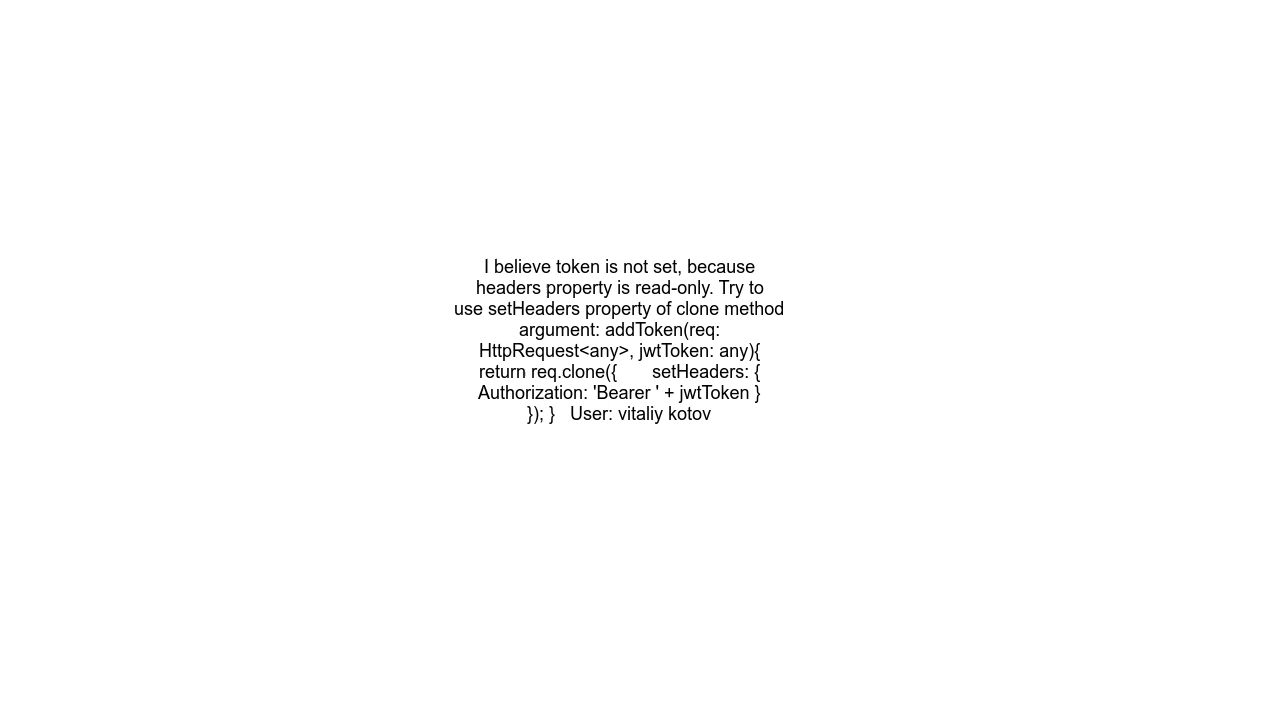 I believe token is not set, because
headers property is read-only. Try to
use setHeaders property of clone method
argument: addToken(req:
HttpRequest<any>, jwtToken: any){
return req.clone({       setHeaders: {
Authorization: 'Bearer ' + jwtToken }
}); }   User: vitaliy kotov